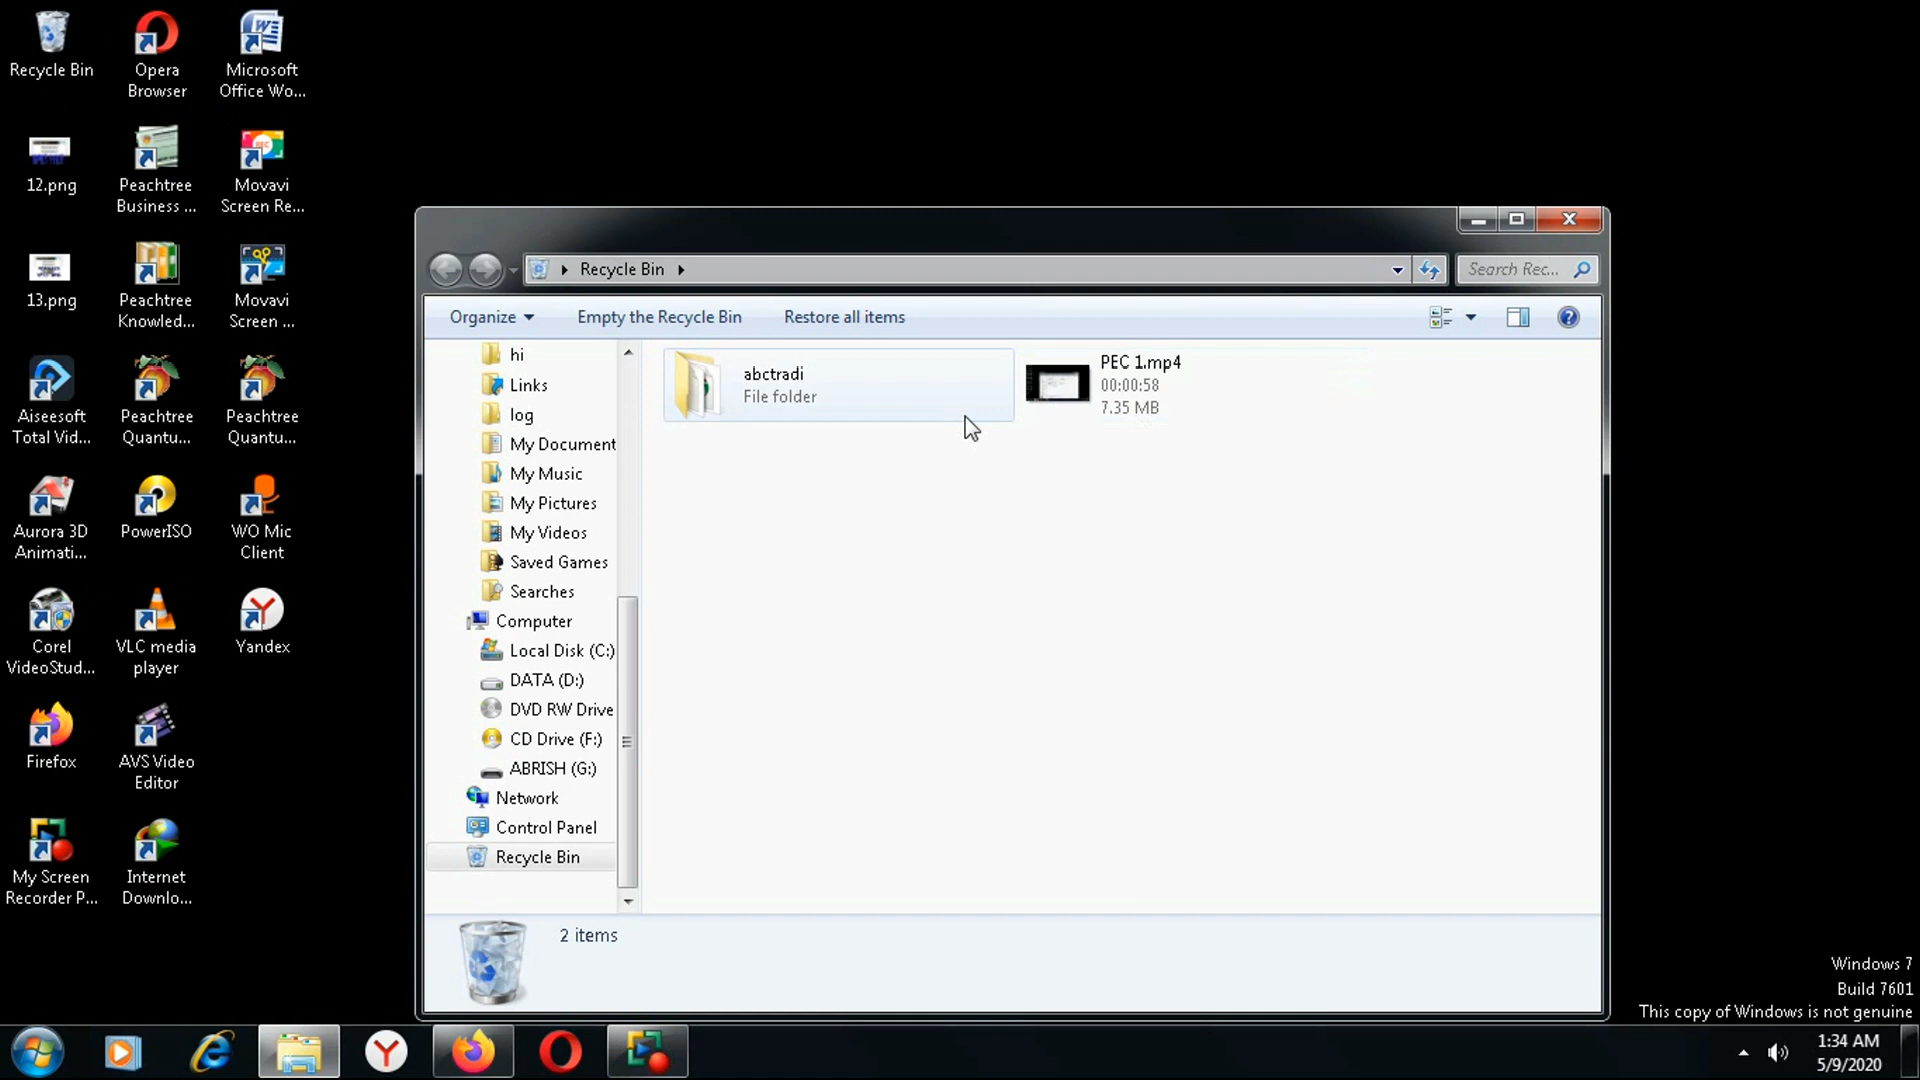 Recycle Bin
Opera
Browser
Microsoft
Office Wo...
12.png
Peachtree
Business ...
Movavi
Screen Re...
13.png
Peachtree
Knowled...
Movavi
Screen ...
Aiseesoft
Total Vid...
Peachtree
Quantu...
Peachtree
Quantu...
Aurora 3D
Animati...
PowerISO
WO Mic
Client
Corel
VideoStud...
VLC media
player
Yandex
Firefox
AVS Video
Editor
My Screen
Recorder P...
Internet
Downlo...
Recycle Bin
Search Rec...
Organize
Empty the Recycle Bin
Restore all items
hi
Links
log
My Document
My Music
My Pictures
My Videos
Saved Games
Searches
Computer
Local Disk (C:)
DATA (D:)
DVD RW Drive
CD Drive (F:)
ABRISH (G:)
Network
Control Panel
Recycle Bin
abctradi
File folder
PEC 1.mp4
00:00:58
7.35 MB
2 items
Windows 7
Build 7601
This copy of Windows is not genuine
1:34 AM
5/9/2020